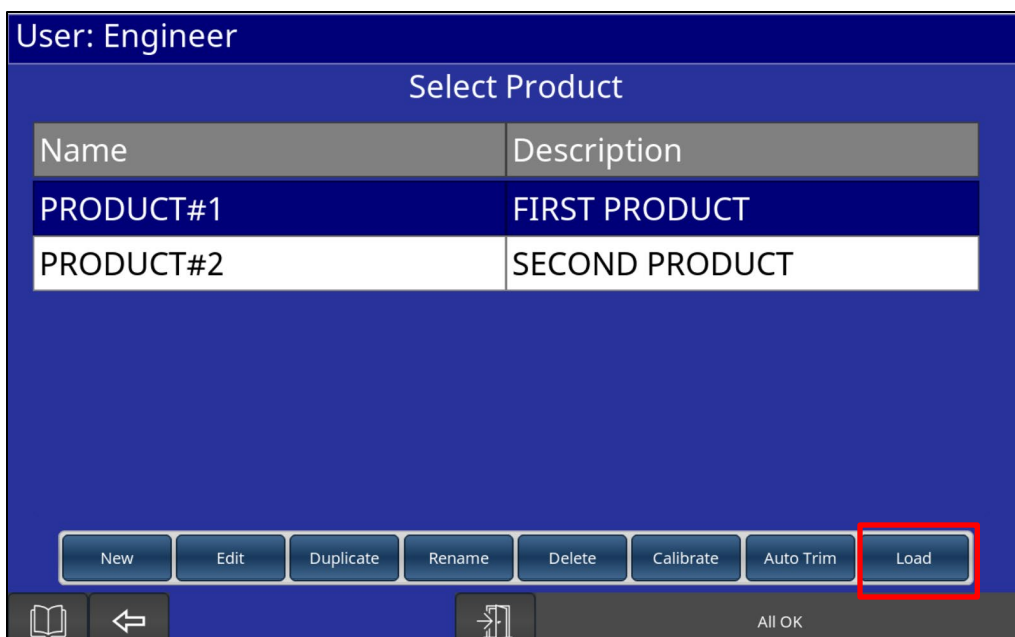 User: Engineer
Select Product
Name Description
PRODUCT#1 FIRST PRODUCT
PRODUCT#2 SECOND PRODUCT
New Edit Duplicate Rename Delete Calibrate Auto Trim Load
All OK